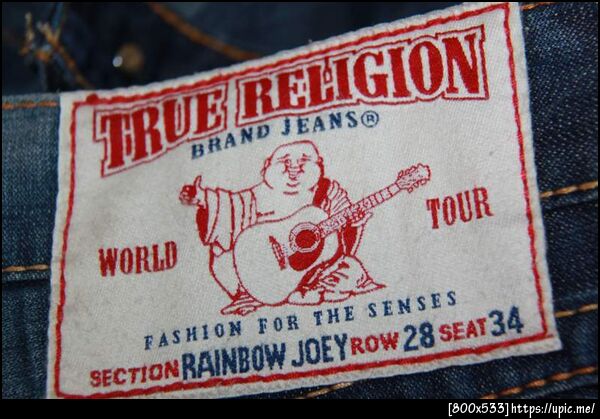 TRUE RELIGION
BRAND JEANS®
WORLD TOUR
FASHION FOR THE SENSES
SECTION RAINBOW JOEY ROW 28 SEAT 34
[800x533]https://upic.me/